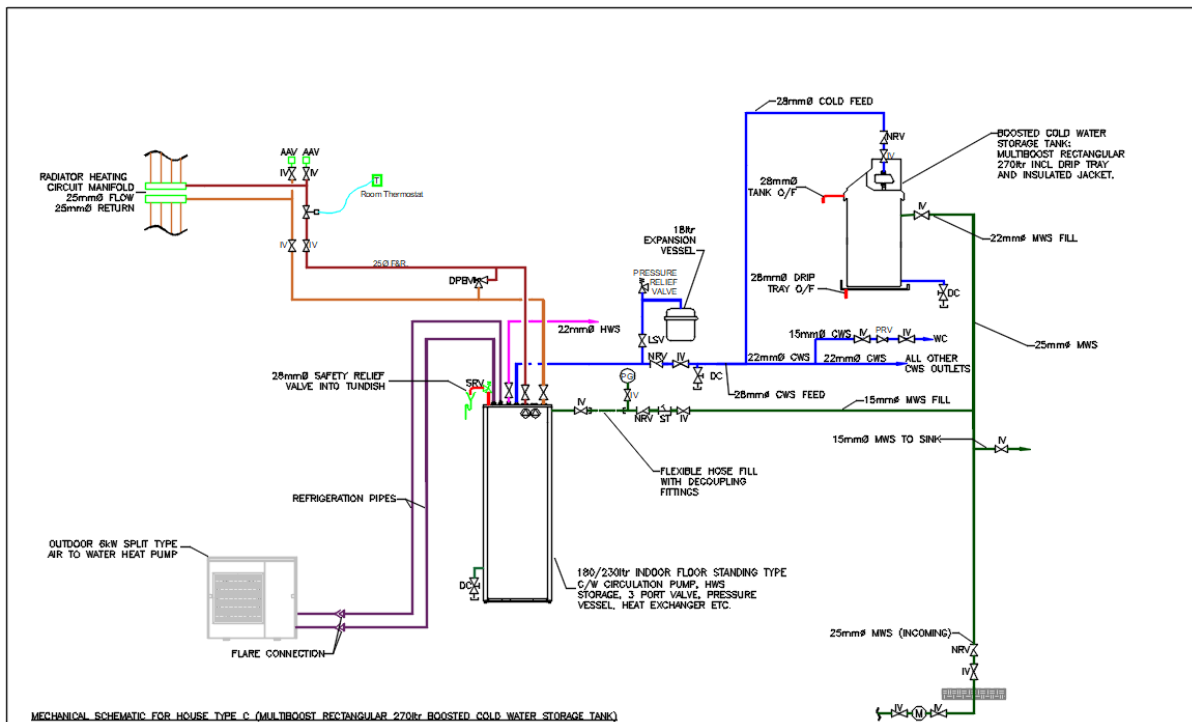 28mmø COLD FEED
NRV
IV
BOOSTED COLD WATER
STORAGE TANK:
MULTIBOOST RECTANGULAR
270ltr INCL DRIP TRAY
AND INSULATED JACKET.
AAV AAV
IV IV
RADIATOR HEATING
CIRCUIT MANIFOLD
25mmø FLOW
25mmø RETURN
T
Room Thermostat
28mmø
TANK O/F
IV
22mmø MWS FILL
IV IV
18ltr
EXPANSION
VESSEL
25Ø F&R.
DPBV
PRESSURE
RELIEF
VALVE
28mmø DRIP
TRAY O/F
DC
22mmø HWS
LSV
15mmø CWS
IV PRV IV
WC
25mmø MWS
NRV IV
22mmø CWS
22mmø CWS
ALL OTHER
CWS OUTLETS
DC
28mmø SAFETY RELIEF
VALVE INTO TUNDISH
SRV
PG
IV
28mmø CWS FEED
IV
NRV ST IV
15mmø MWS FILL
15mmø MWS TO SINK
IV
FLEXIBLE HOSE FILL
WITH DECOUPLING
FITTINGS
REFRIGERATION PIPES
OUTDOOR 6kW SPLIT TYPE
AIR TO WATER HEAT PUMP
DC
180/230ltr INDOOR FLOOR STANDING TYPE
C/W CIRCULATION PUMP, HWS
STORAGE, 3 PORT VALVE, PRESSURE
VESSEL, HEAT EXCHANGER ETC.
FLARE CONNECTION
25mmø MWS (INCOMING)
NRV
IV
IV M IV
MECHANICAL SCHEMATIC FOR HOUSE TYPE C (MULTIBOOST RECTANGULAR 270ltr BOOSTED COLD WATER STORAGE TANK)